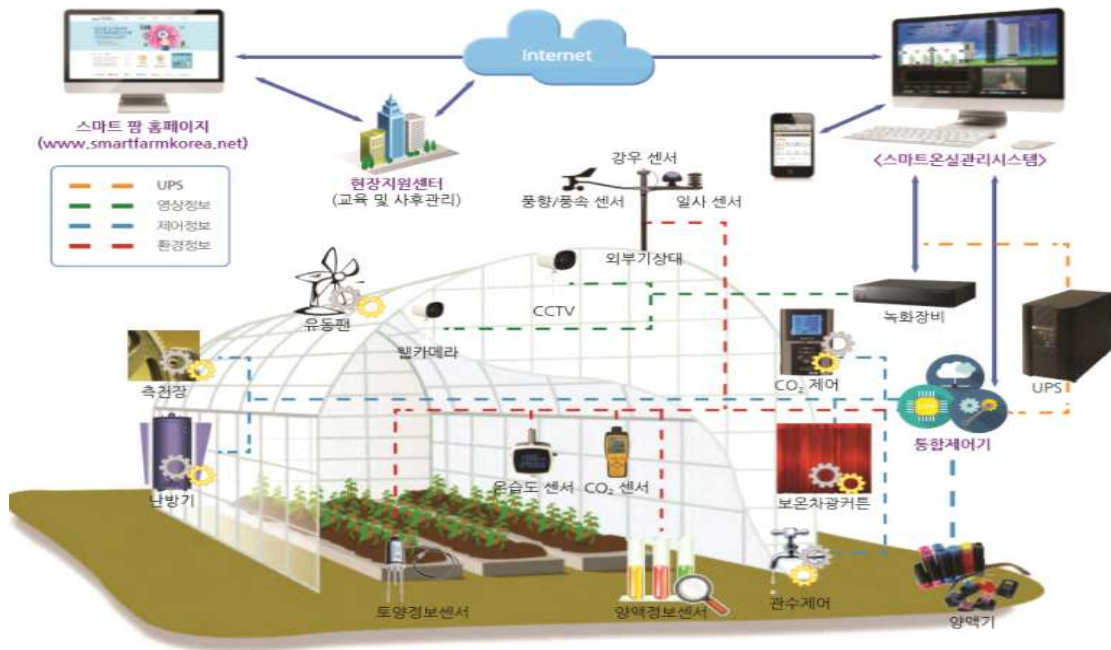 Internet
스마트 팜 홈페이지
(www.smartfarmkorea.net)
현장지원센터
(교육 및 사후관리)
<스마트온실관리시스템>
UPS
영상정보
제어정보
환경정보
강우 센서
풍향/풍속 센서
일사 센서
외부기상대
유동팬
CCTV
웹카메라
녹화장비
측천장
CO₂ 제어
UPS
통합제어기
난방기
온습도 센서
CO₂ 센서
보온차광커튼
토양정보센서
양액정보센서
관수제어
양액기